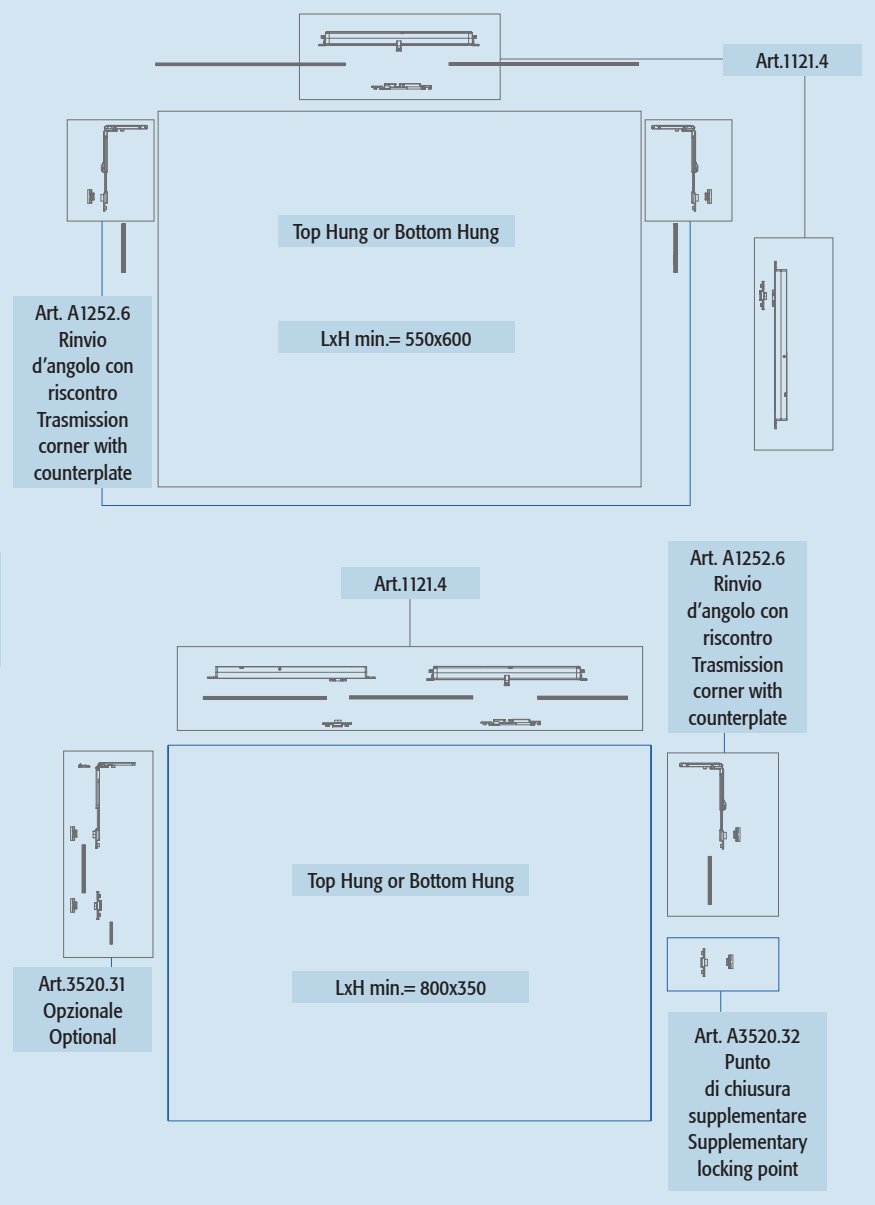 Art.1121.4
Top Hung or Bottom Hung
LxH min.= 550x600
Art. A1252.6
Rinvio
d'angolo con
riscontro
Trasmission
corner with
counterplate
Art.1121.4
Art. A1252.6
Rinvio
d'angolo con
riscontro
Trasmission
corner with
counterplate
Top Hung or Bottom Hung
LxH min.= 800x350
Art.3520.31
Opzionale
Optional
Art. A3520.32
Punto
di chiusura
supplementare
Supplementary
locking point